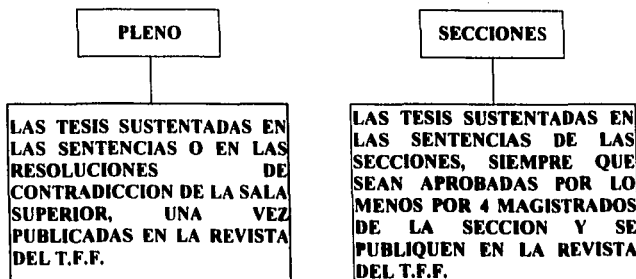 PLENO
LAS TESIS SUSTENTADAS EN
LAS SENTENCIAS O EN LAS
RESOLUCIONES DE
CONTRADICCION DE LA SALA
SUPERIOR, UNA VEZ
PUBLICADAS EN LA REVISTA
DEL T.F.F.
SECCIONES
LAS TESIS SUSTENTADAS EN
LAS SENTENCIAS DE LAS
SECCIONES, SIEMPRE QUE
SEAN APROBADAS POR LO
MENOS POR 4 MAGISTRADOS
DE LA SECCION Y SE
PUBLIQUEN EN LA REVISTA
DEL T.F.F.